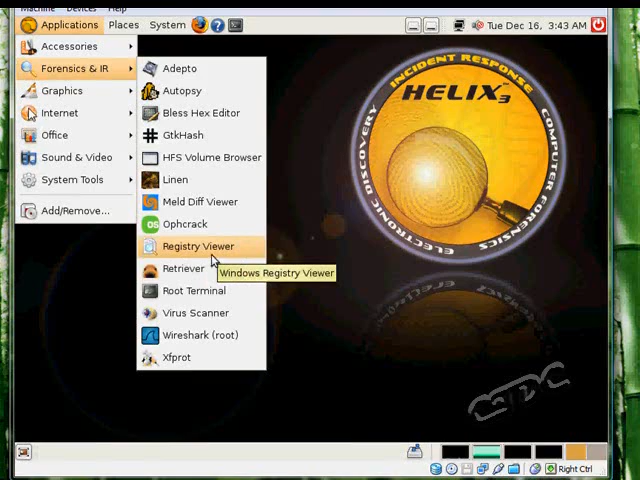 Machine Devices Help
Applications Places System Tue Dec 16, 3:43 AM
Accessories
Forensics & IR
Graphics
Internet
Office
Sound & Video
System Tools
Add/Remove...
Adepto
Autopsy
Bless Hex Editor
GtkHash
HFS Volume Browser
Linen
Meld Diff Viewer
OS Ophcrack
Registry Viewer
Windows Registry Viewer
Retriever
Root Terminal
Virus Scanner
Wireshark (root)
Xfprot
INCIDENT RESPONSE
HELIX3
COMPUTER FORENSICS
ELECTRONIC DISCOVERY
Right Ctrl